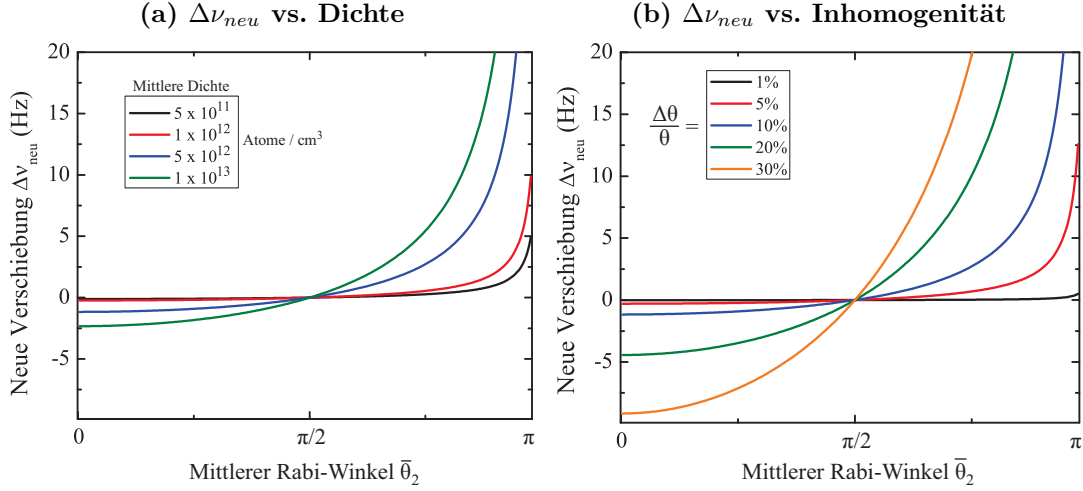 (a) Δν_neu vs. Dichte
20
15
10
5
0
-5
Neue Verschiebung Δν_neu (Hz)
Mittlere Dichte
5 x 10^11
1 x 10^12
5 x 10^12
1 x 10^13
Atome / cm^3
0
π/2
π
Mittlerer Rabi-Winkel θ̄_2
(b) Δν_neu vs. Inhomogenität
20
15
10
5
0
-5
Neue Verschiebung Δν_neu (Hz)
Δθ/θ =
1%
5%
10%
20%
30%
0
π/2
π
Mittlerer Rabi-Winkel θ̄_2